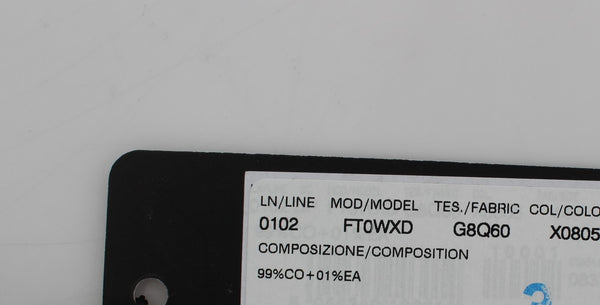 LN/LINE MOD/MODEL TES./FABRIC COL/COLO
0102 FT0WXD G8Q60 X0805
COMPOSIZIONE/COMPOSITION
99%CO+01%EA